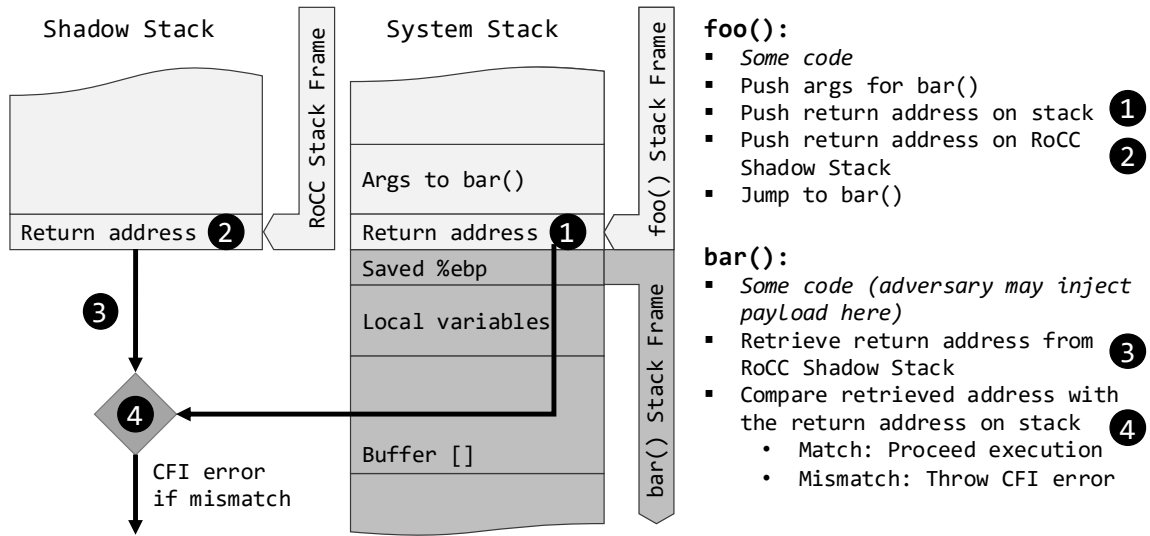 Shadow Stack
Return address 2
RoCC Stack Frame
3
4
CFI error
if mismatch
System Stack
Args to bar()
Return address 1
Saved %ebp
Local variables
Buffer []
foo() Stack Frame
bar() Stack Frame
foo():
▪ Some code
▪ Push args for bar()
▪ Push return address on stack 1
▪ Push return address on RoCC
Shadow Stack 2
▪ Jump to bar()
bar():
▪ Some code (adversary may inject
payload here)
▪ Retrieve return address from
RoCC Shadow Stack 3
▪ Compare retrieved address with
the return address on stack 4
• Match: Proceed execution
• Mismatch: Throw CFI error